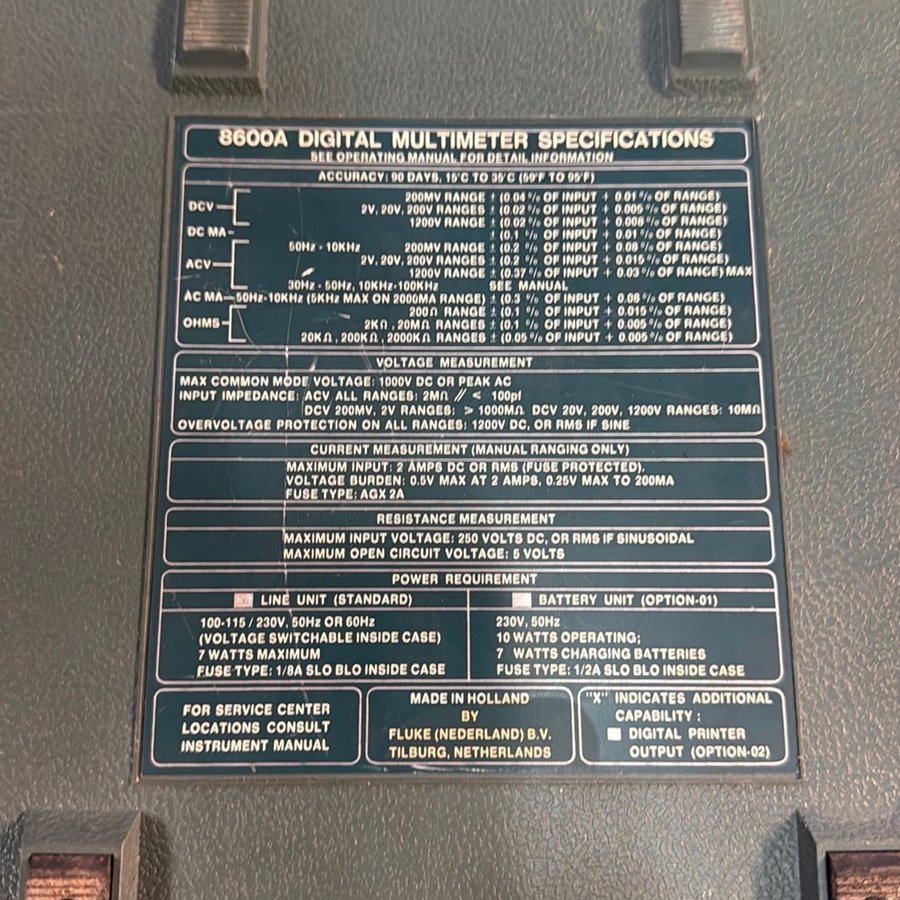 8600A DIGITAL MULTIMETER SPECIFICATIONS
SEE OPERATING MANUAL FOR DETAIL INFORMATION
ACCURACY: 90 DAYS, 15°C TO 35°C (59°F TO 95°F)
DCV 200MV RANGE ± (0.04 % OF INPUT + 0.01 % OF RANGE)
2V, 20V, 200V RANGES ± (0.02 % OF INPUT + 0.005 % OF RANGE)
1200V RANGE ± (0.02 % OF INPUT + 0.008 % OF RANGE)
DC MA ± (0.1 % OF INPUT + 0.01 % OF RANGE)
ACV 50Hz - 10KHz 200MV RANGE ± (0.2 % OF INPUT + 0.08 % OF RANGE)
2V, 20V, 200V RANGES ± (0.2 % OF INPUT + 0.015 % OF RANGE)
1200V RANGE ± (0.37 % OF INPUT + 0.03 % OF RANGE) MAX
30Hz - 50Hz, 10KHz-100KHz SEE MANUAL
AC MA 50Hz-10KHz (5KHz MAX ON 2000MA RANGE) ± (0.3 % OF INPUT + 0.08 % OF RANGE)
OHMS 200Ω RANGE ± (0.1 % OF INPUT + 0.015 % OF RANGE)
2KΩ, 20MΩ RANGES ± (0.1 % OF INPUT + 0.005 % OF RANGE)
20KΩ, 200KΩ, 2000KΩ RANGES ± (0.05 % OF INPUT + 0.005 % OF RANGE)
VOLTAGE MEASUREMENT
MAX COMMON MODE VOLTAGE: 1000V DC OR PEAK AC
INPUT IMPEDANCE: ACV ALL RANGES: 2MΩ // < 100pf
DCV 200MV, 2V RANGES: > 1000MΩ DCV 20V, 200V, 1200V RANGES: 10MΩ
OVERVOLTAGE PROTECTION ON ALL RANGES: 1200V DC, OR RMS IF SINE
CURRENT MEASUREMENT (MANUAL RANGING ONLY)
MAXIMUM INPUT: 2 AMPS DC OR RMS (FUSE PROTECTED).
VOLTAGE BURDEN: 0.5V MAX AT 2 AMPS, 0.25V MAX TO 200MA
FUSE TYPE: AGX 2A
RESISTANCE MEASUREMENT
MAXIMUM INPUT VOLTAGE: 250 VOLTS DC, OR RMS IF SINUSOIDAL
MAXIMUM OPEN CIRCUIT VOLTAGE: 5 VOLTS
POWER REQUIREMENT
LINE UNIT (STANDARD)
100-115 / 230V, 50Hz OR 60Hz
(VOLTAGE SWITCHABLE INSIDE CASE)
7 WATTS MAXIMUM
FUSE TYPE: 1/8A SLO BLO INSIDE CASE
BATTERY UNIT (OPTION-01)
230V, 50Hz
10 WATTS OPERATING;
7 WATTS CHARGING BATTERIES
FUSE TYPE: 1/2A SLO BLO INSIDE CASE
FOR SERVICE CENTER
LOCATIONS CONSULT
INSTRUMENT MANUAL
MADE IN HOLLAND
BY
FLUKE (NEDERLAND) B.V.
TILBURG, NETHERLANDS
"X" INDICATES ADDITIONAL
CAPABILITY :
DIGITAL PRINTER
OUTPUT (OPTION-02)